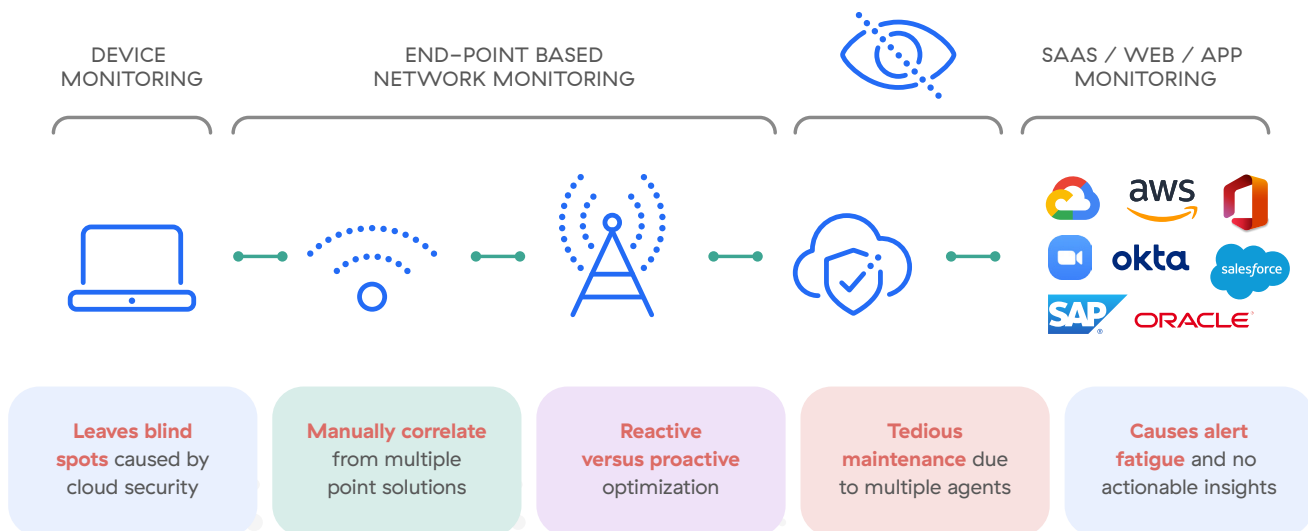 DEVICE
MONITORING
END-POINT BASED
NETWORK MONITORING
SAAS / WEB / APP
MONITORING
aws
okta
salesforce
SAP
®
ORACLE
Leaves blind
spots caused by
cloud security
Manually correlate
from multiple
point solutions
Reactive
versus proactive
optimization
Tedious
maintenance due
to multiple agents
Causes alert
fatigue and no
actionable insights